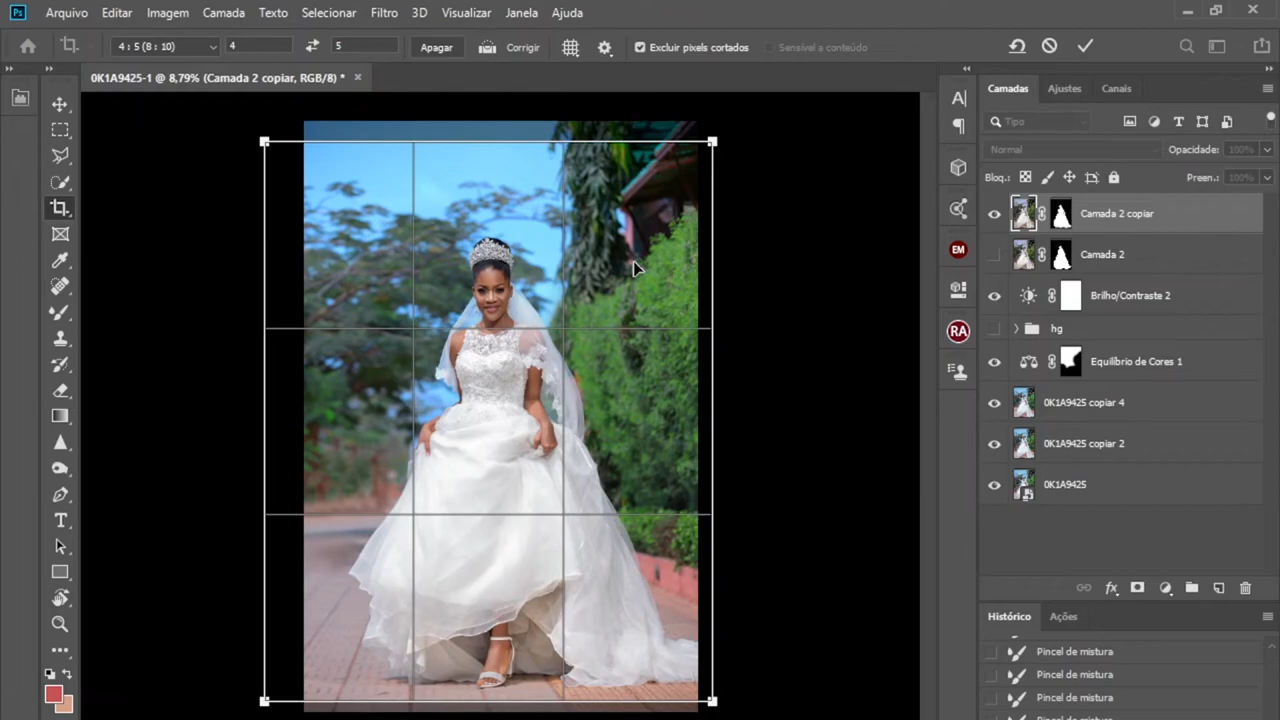 Ps Arquivo Editar Imagem Camada Texto Selecionar Filtro 3D Visualizar Janela Ajuda
4 : 5 (8 : 10) 4 5 Apagar Corrigir Excluir pixels cortados Sensível a conteúdo
0K1A9425-1 @ 8,79% (Camada 2 copiar, RGB/8) *
Camadas Ajustes Canais
Tipo
Normal Opacidade: 100%
Bloq.: Preen.: 100%
Camada 2 copiar
Camada 2
Brilho/Contraste 2
hg
Equilíbrio de Cores 1
0K1A9425 copiar 4
0K1A9425 copiar 2
0K1A9425
EM
RA
Histórico Ações
Pincel de mistura
Pincel de mistura
Pincel de mistura